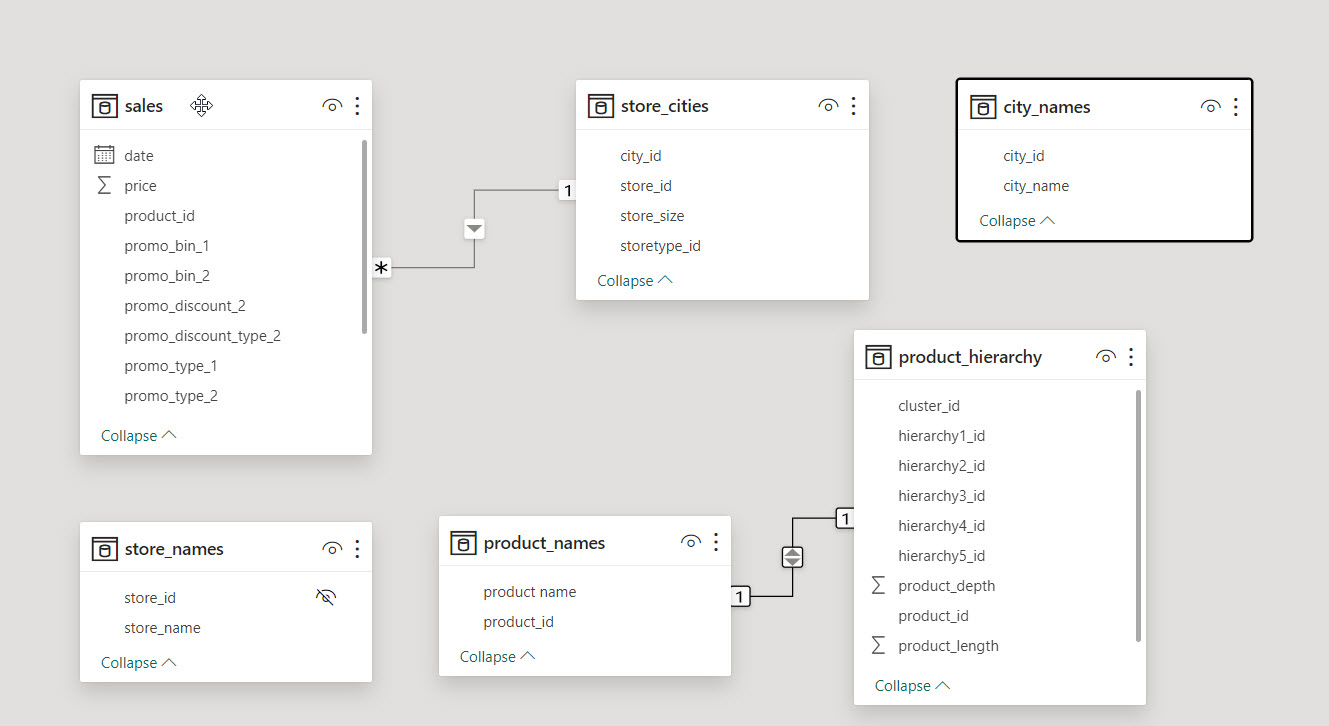 sales
date
price
product_id
promo_bin_1
promo_bin_2
promo_discount_2
promo_discount_type_2
promo_type_1
promo_type_2
Collapse
*
1
store_cities
city_id
store_id
store_size
storetype_id
Collapse
city_names
city_id
city_name
Collapse
store_names
store_id
store_name
Collapse
product_names
product name
product_id
Collapse
1
1
product_hierarchy
cluster_id
hierarchy1_id
hierarchy2_id
hierarchy3_id
hierarchy4_id
hierarchy5_id
product_depth
product_id
product_length
Collapse